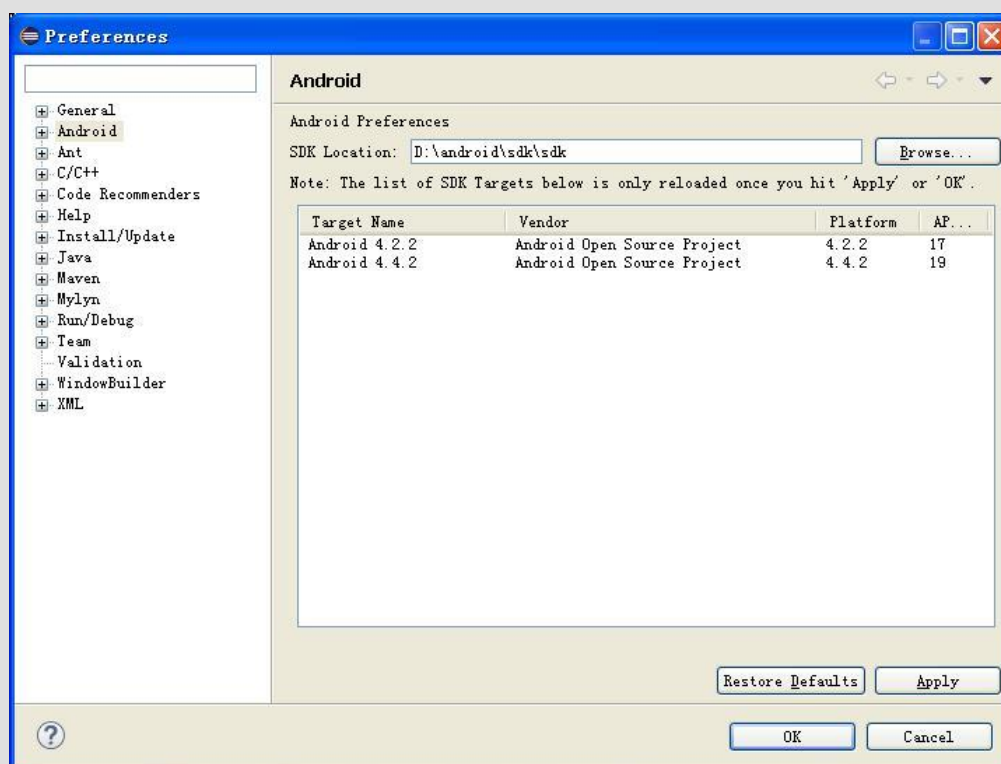 Preferences
Android
General
Android
Ant
C/C++
Code Recommenders
Help
Install/Update
Java
Maven
Mylyn
Run/Debug
Team
Validation
WindowBuilder
XML
Android Preferences
SDK Location: D:\android\sdk\sdk Browse...
Note: The list of SDK Targets below is only reloaded once you hit 'Apply' or 'OK'.
Target Name Vendor Platform AP...
Android 4.2.2 Android Open Source Project 4.2.2 17
Android 4.4.2 Android Open Source Project 4.4.2 19
Restore Defaults Apply
? OK Cancel